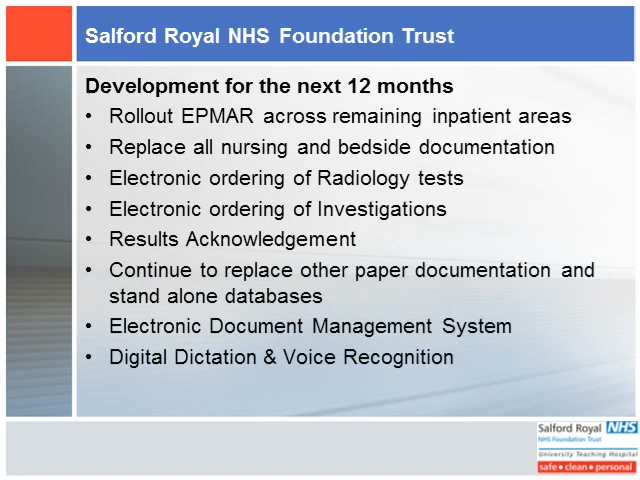 Salford Royal NHS Foundation Trust
Development for the next 12 months
• Rollout EPMAR across remaining inpatient areas
• Replace all nursing and bedside documentation
• Electronic ordering of Radiology tests
• Electronic ordering of Investigations
• Results Acknowledgement
• Continue to replace other paper documentation and
stand alone databases
• Electronic Document Management System
• Digital Dictation & Voice Recognition
Salford Royal NHS
NHS Foundation Trust
University Teaching Hospital
safe • clean • personal